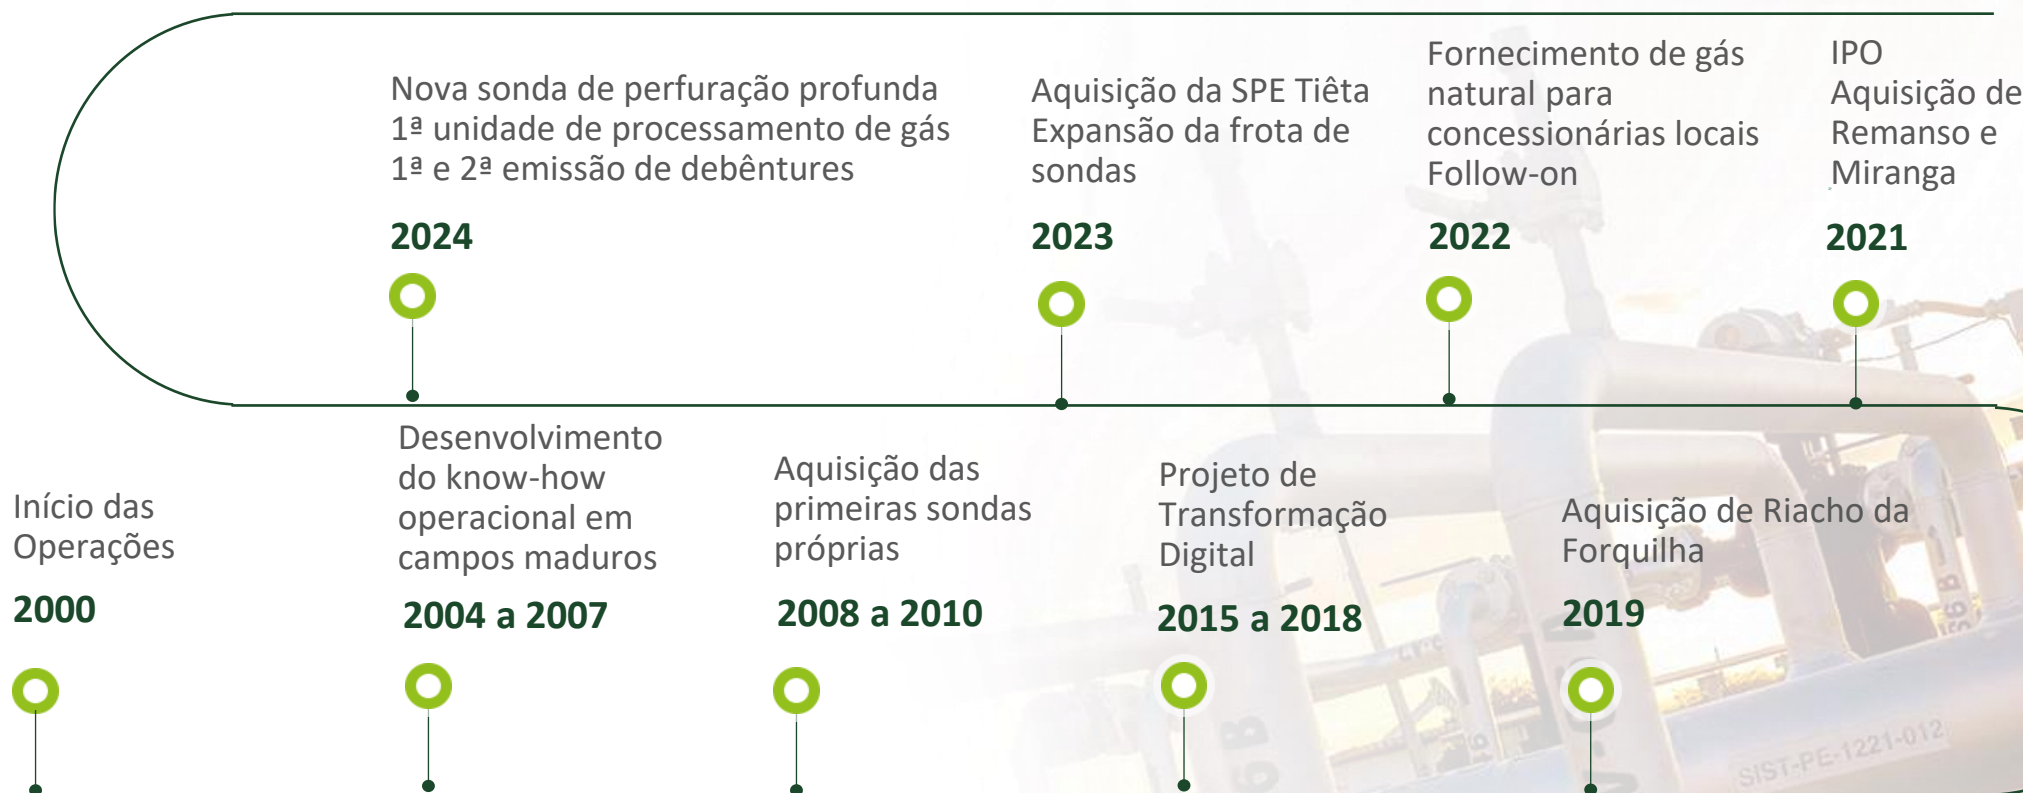 Nova sonda de perfuração profunda
1ª unidade de processamento de gás
1ª e 2ª emissão de debêntures
2024
Aquisição da SPE Tiêta
Expansão da frota de
sondas
2023
Fornecimento de gás
natural para
concessionárias locais
Follow-on
2022
IPO
Aquisição de
Remanso e
Miranga
2021
Início das
Operações
2000
Desenvolvimento
do know-how
operacional em
campos maduros
2004 a 2007
Aquisição das
primeiras sondas
próprias
2008 a 2010
Projeto de
Transformação
Digital
2015 a 2018
Aquisição de Riacho da
Forquilha
2019
SIST-PE-1221-012